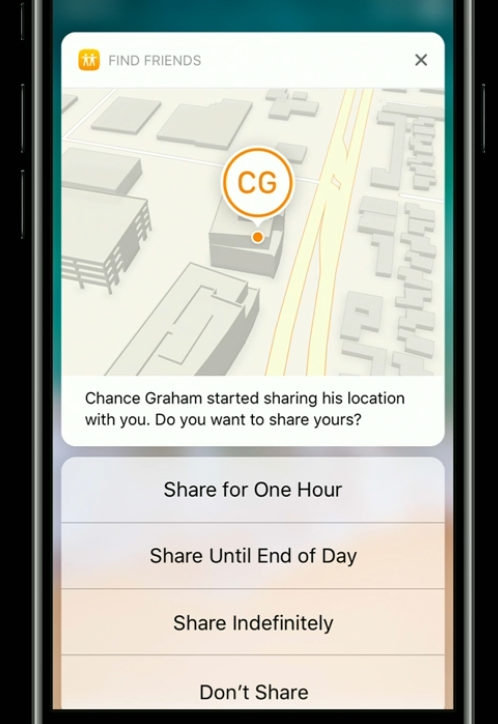 FIND FRIENDS
CG
Chance Graham started sharing his location
with you. Do you want to share yours?
Share for One Hour
Share Until End of Day
Share Indefinitely
Don’t Share